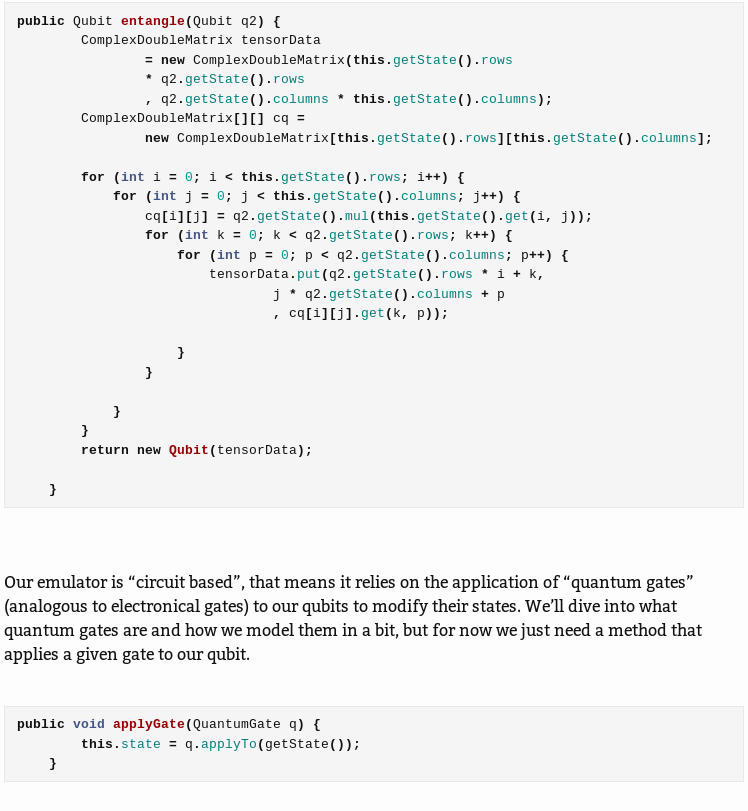 public Qubit entangle(Qubit q2) {
        ComplexDoubleMatrix tensorData
                = new ComplexDoubleMatrix(this.getState().rows
                * q2.getState().rows
                , q2.getState().columns * this.getState().columns);
        ComplexDoubleMatrix[][] cq =
                new ComplexDoubleMatrix[this.getState().rows][this.getState().columns];

        for (int i = 0; i < this.getState().rows; i++) {
            for (int j = 0; j < this.getState().columns; j++) {
                cq[i][j] = q2.getState().mul(this.getState().get(i, j));
                for (int k = 0; k < q2.getState().rows; k++) {
                    for (int p = 0; p < q2.getState().columns; p++) {
                        tensorData.put(q2.getState().rows * i + k,
                                j * q2.getState().columns + p
                                , cq[i][j].get(k, p));

                    }
                }

            }
        }
        return new Qubit(tensorData);

    }

Our emulator is “circuit based”, that means it relies on the application of “quantum gates”
(analogous to electronical gates) to our qubits to modify their states. We’ll dive into what
quantum gates are and how we model them in a bit, but for now we just need a method that
applies a given gate to our qubit.

public void applyGate(QuantumGate q) {
        this.state = q.applyTo(getState());
    }